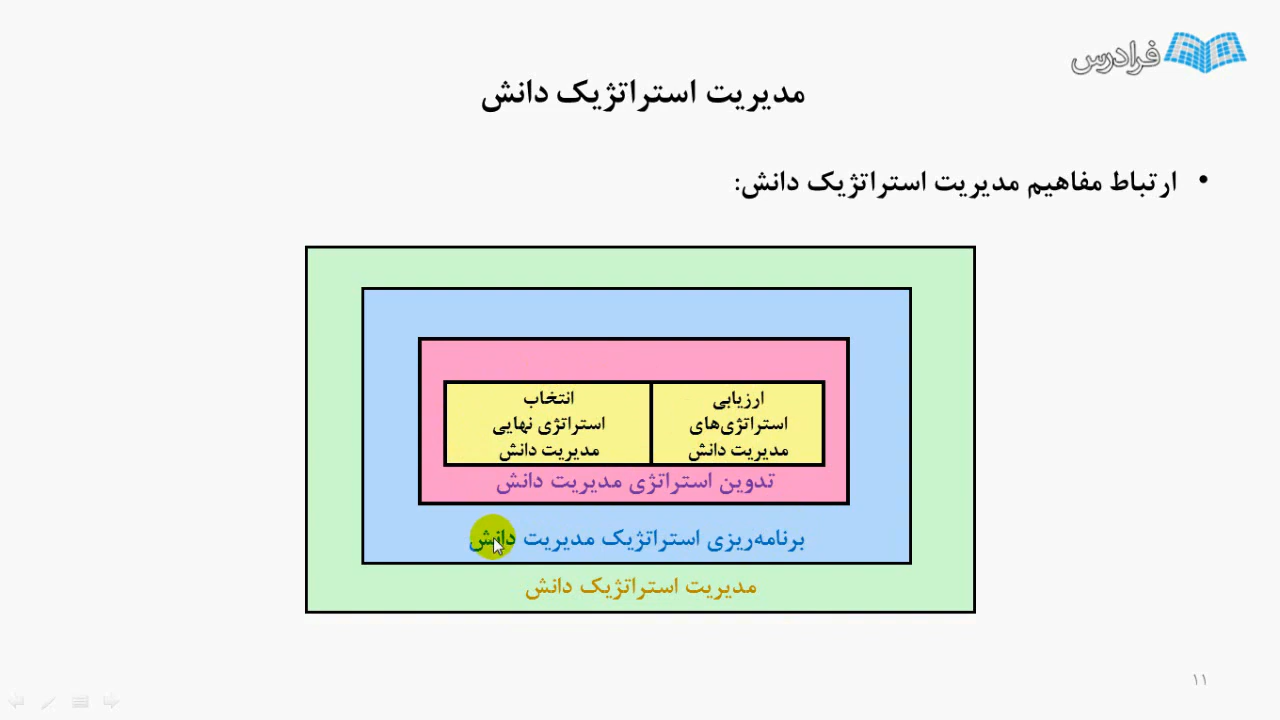 فرادرس
مدیریت استراتژیک دانش
• ارتباط مفاهیم مدیریت استراتژیک دانش:
ارزیابی
استراتژی‌های
مدیریت دانش
انتخاب
استراتژی نهایی
مدیریت دانش
تدوین استراتژی مدیریت دانش
برنامه‌ریزی استراتژیک مدیریت دانش
مدیریت استراتژیک دانش
۱۱